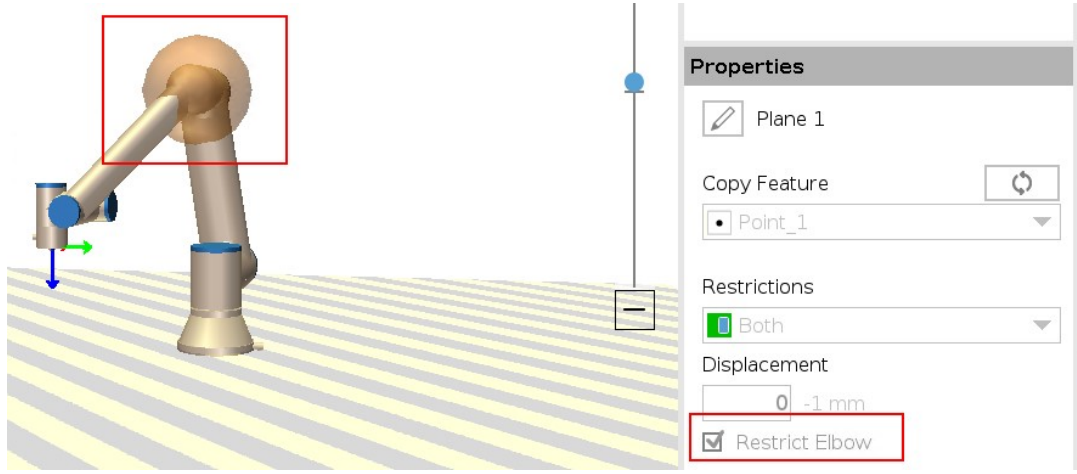 Properties
Plane 1
Copy Feature
Point_1
Restrictions
Both
Displacement
0 -1 mm
Restrict Elbow